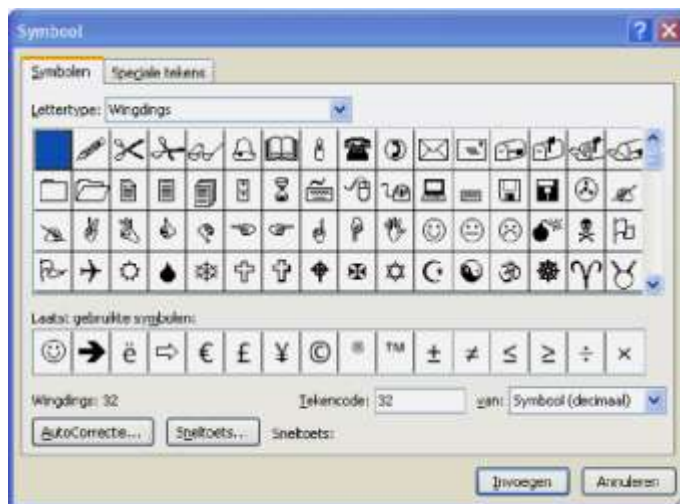 Symbool
Symbolen Speciale tekens
Lettertype: Wingdings
Laatst gebruikte symbolen:
☺ ➔ ë ⇨ € £ ¥ © ® ™ ± ≠ ≤ ≥ ÷ ×
Wingdings: 32 Tekencode: 32 van: Symbool (decimaal)
AutoCorrectie... Sneltoets... Sneltoets:
Invoegen Annuleren